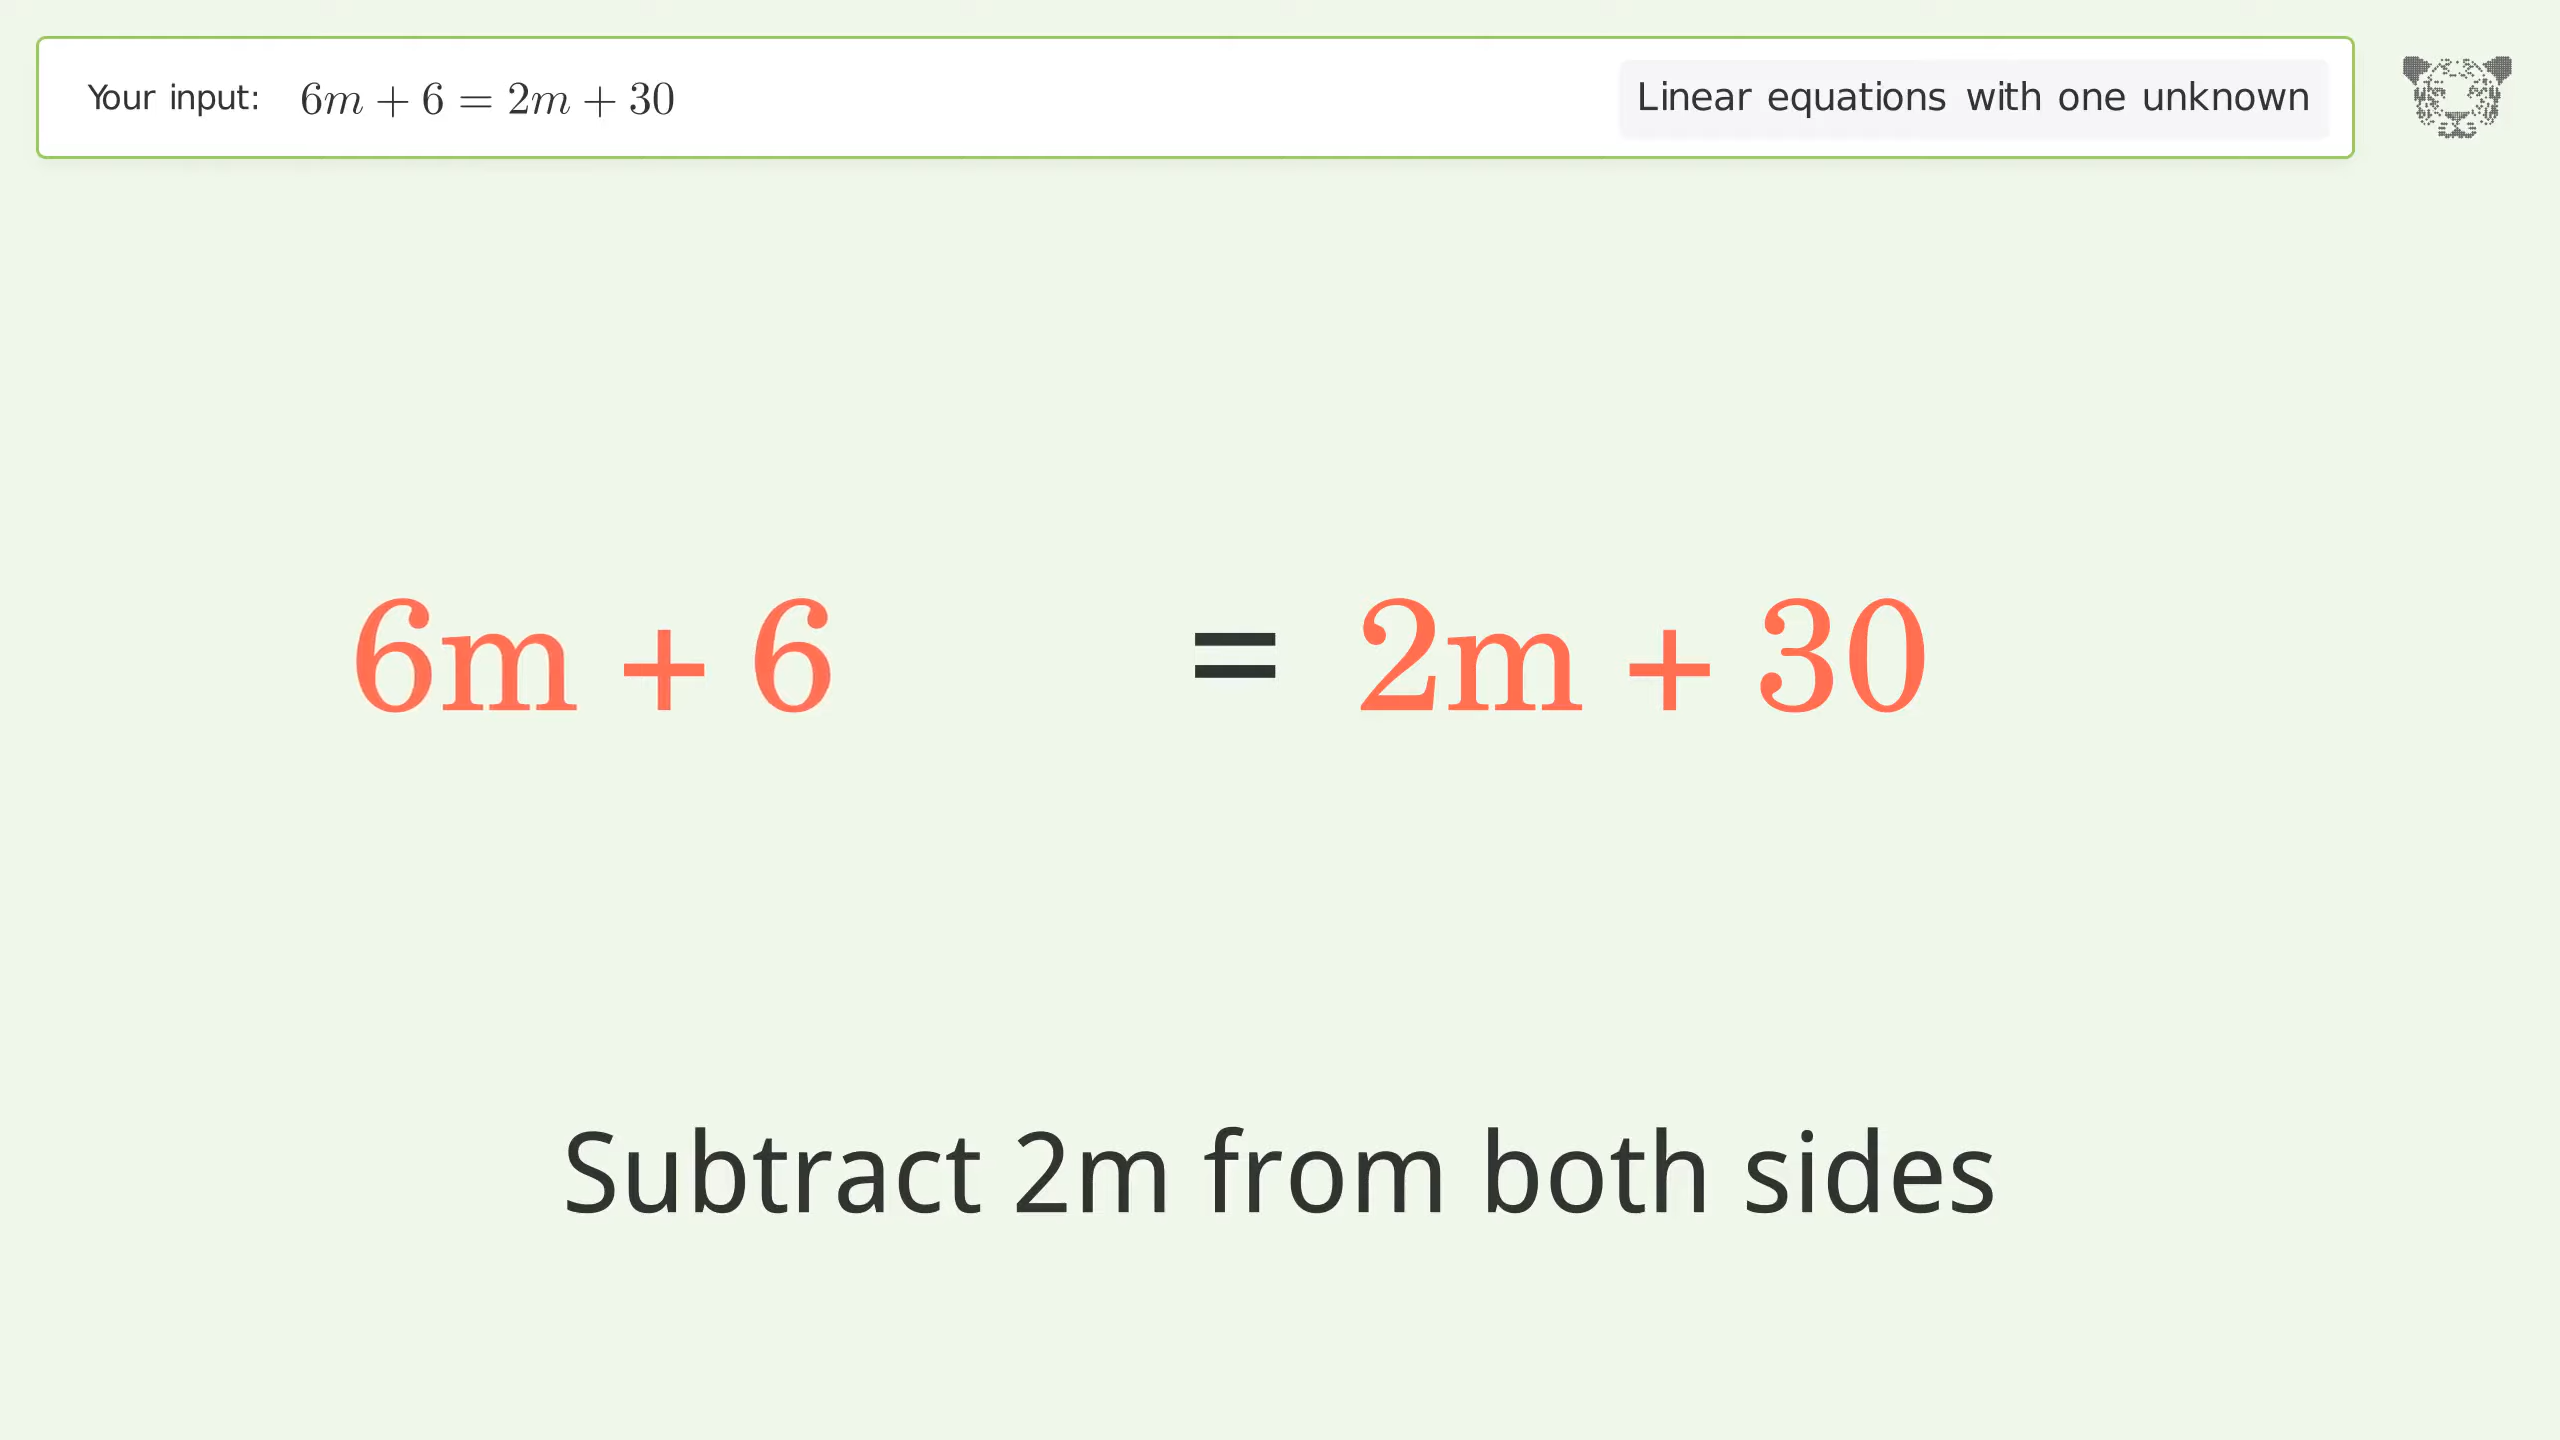 Your input: 6m + 6 = 2m + 30
Linear equations with one unknown
6m + 6 = 2m + 30
Subtract 2m from both sides